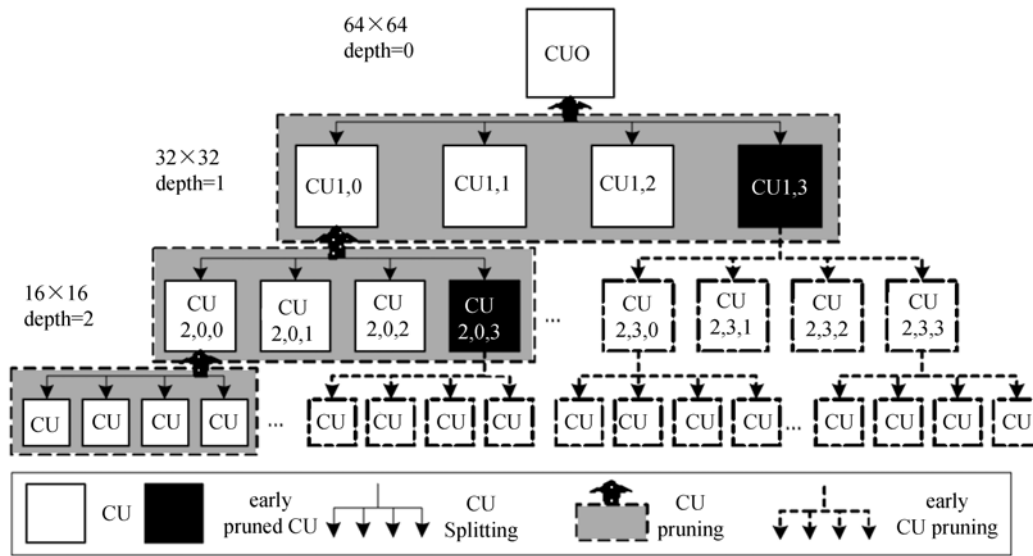 64×64
depth=0
CUO
32×32
depth=1
CU1,0
CU1,1
CU1,2
CU1,3
16×16
depth=2
CU
2,0,0
CU
2,0,1
CU
2,0,2
CU
2,0,3
...
CU
2,3,0
CU
2,3,1
CU
2,3,2
CU
2,3,3
CU CU CU CU ... CU CU CU CU CU CU CU CU ... CU CU CU CU
CU
early
pruned CU
CU
Splitting
CU
pruning
early
CU pruning